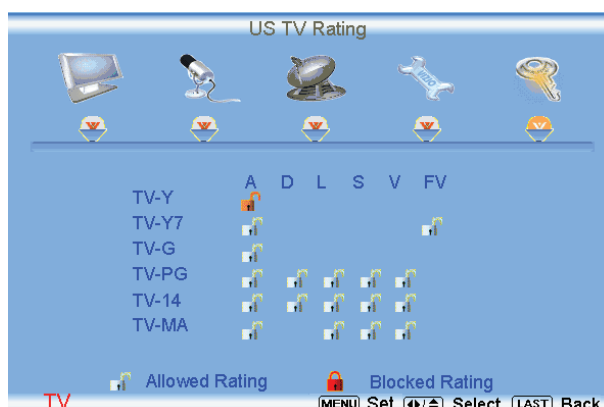 US TV Rating
A D L S V FV
TV-Y
TV-Y7
TV-G
TV-PG
TV-14
TV-MA
Allowed Rating Blocked Rating
TV MENU Set Select LAST Back